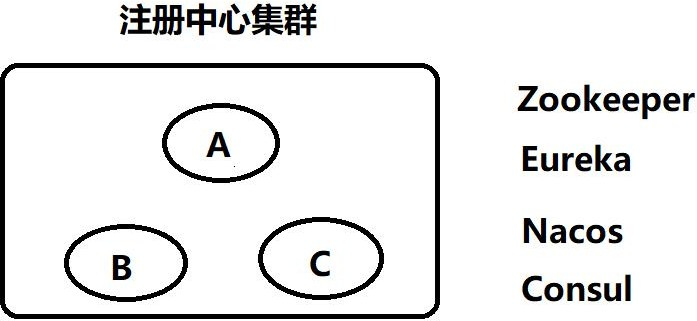 注册中心集群
A
B
C
Zookeeper
Eureka
Nacos
Consul